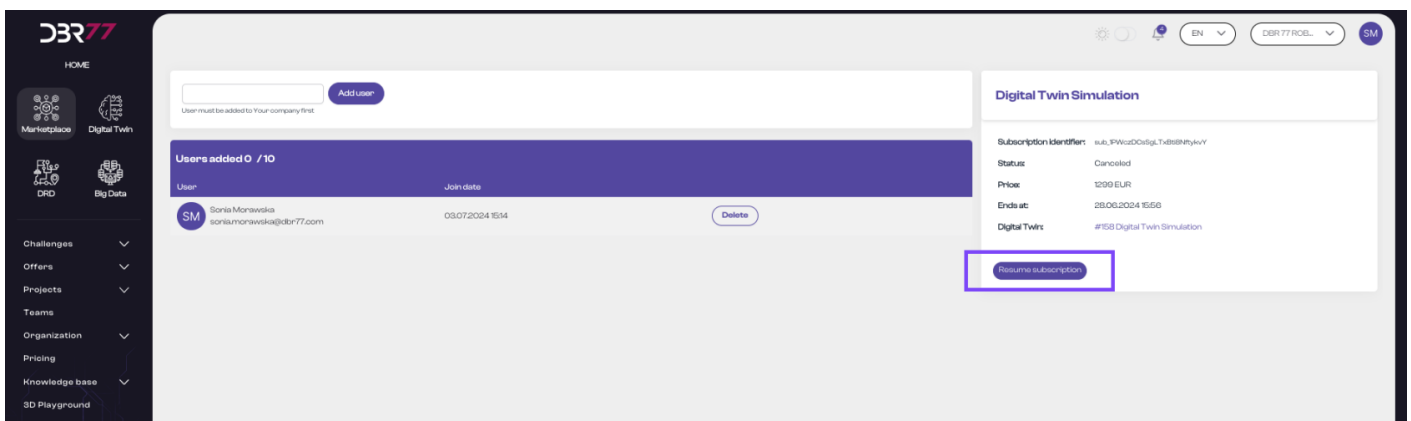 DBR77
HOME
Marketplace
Digital Twin
DRD
Big Data
Challenges
Offers
Projects
Teams
Organization
Pricing
Knowledge base
3D Playground
EN
DBR 77 ROB...
SM
Add user
User must be added to Your company first
Users added 0 / 10
User Join date
SM
Sonia Morawska
sonia.morawska@dbr77.com
03.07.2024 15:14
Delete
Digital Twin Simulation
Subscription identifier:
Status: Canceled
Price: 1299 EUR
Ends at: 28.06.2024 15:56
Digital Twin: #158 Digital Twin Simulation
Resume subscription